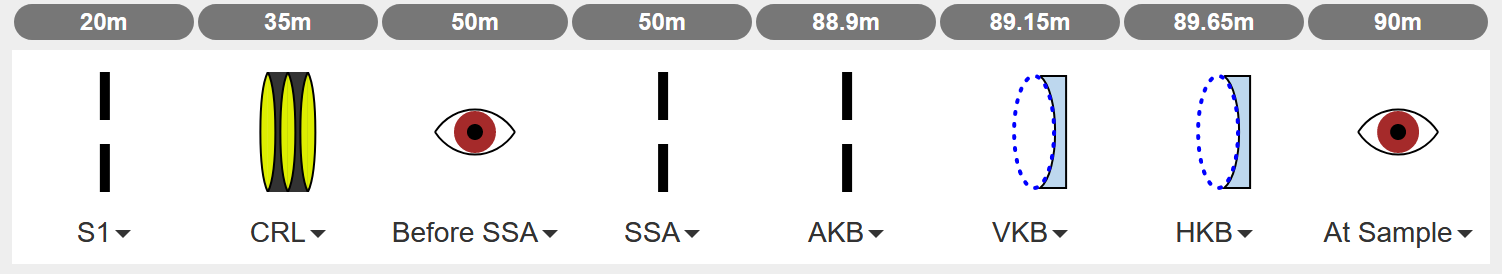 20m 35m 50m 50m 88.9m 89.15m 89.65m 90m
S1 CRL Before SSA SSA AKB VKB HKB At Sample